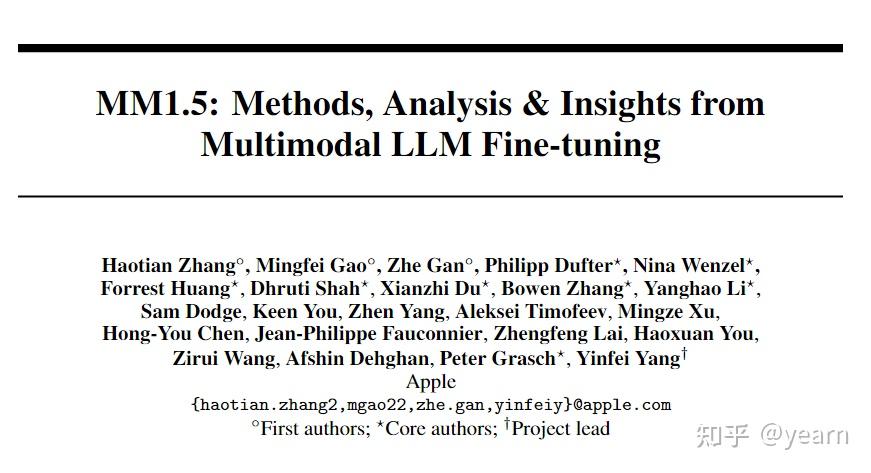 MM1.5: Methods, Analysis & Insights from
Multimodal LLM Fine-tuning
Haotian Zhang°, Mingfei Gao°, Zhe Gan°, Philipp Dufter⋆, Nina Wenzel⋆,
Forrest Huang⋆, Dhruti Shah⋆, Xianzhi Du⋆, Bowen Zhang⋆, Yanghao Li⋆,
Sam Dodge, Keen You, Zhen Yang, Aleksei Timofeev, Mingze Xu,
Hong-You Chen, Jean-Philippe Fauconnier, Zhengfeng Lai, Haoxuan You,
Zirui Wang, Afshin Dehghan, Peter Grasch⋆, Yinfei Yang†
Apple
{haotian.zhang2,mgao22,zhe.gan,yinfeiy}@apple.com
°First authors; ⋆Core authors; †Project lead
知乎 @yearn